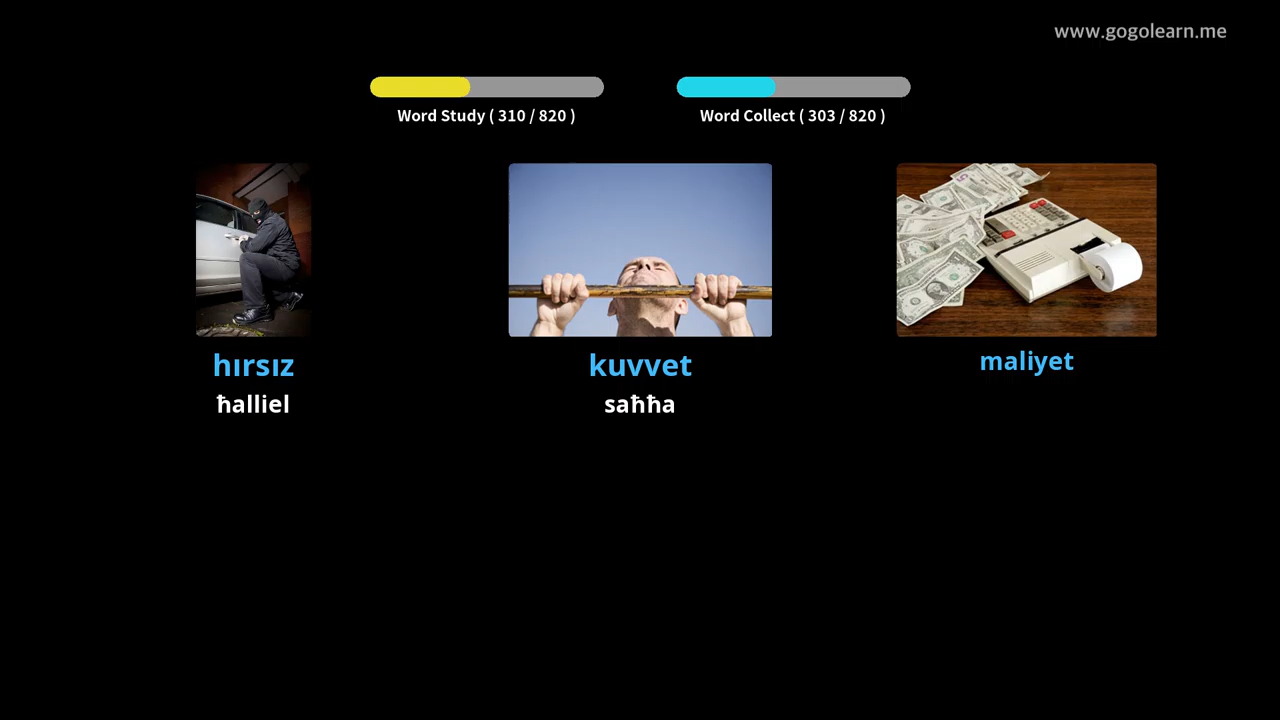 www.gogolearn.me
Word Study ( 310 / 820 )
Word Collect ( 303 / 820 )
hırsız
ħalliel
kuvvet
saħħa
maliyet